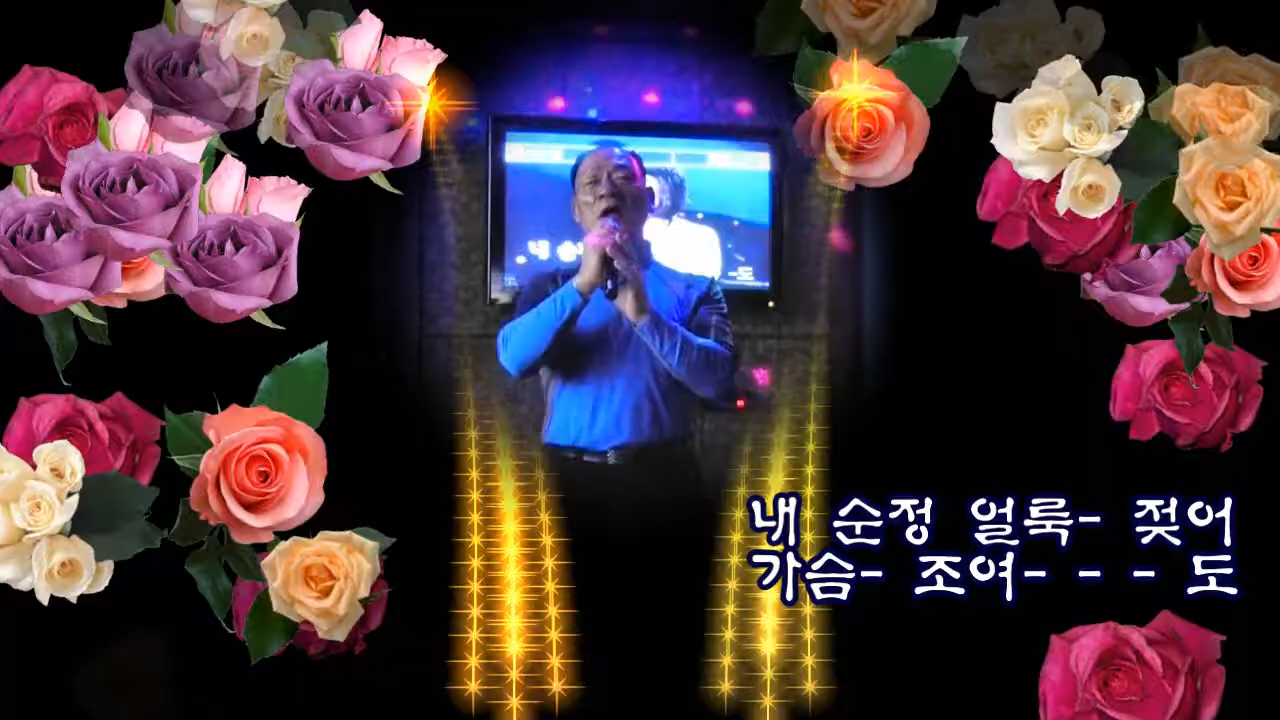 내 순정 얼룩- 젖어
가슴- 조여- - - 도